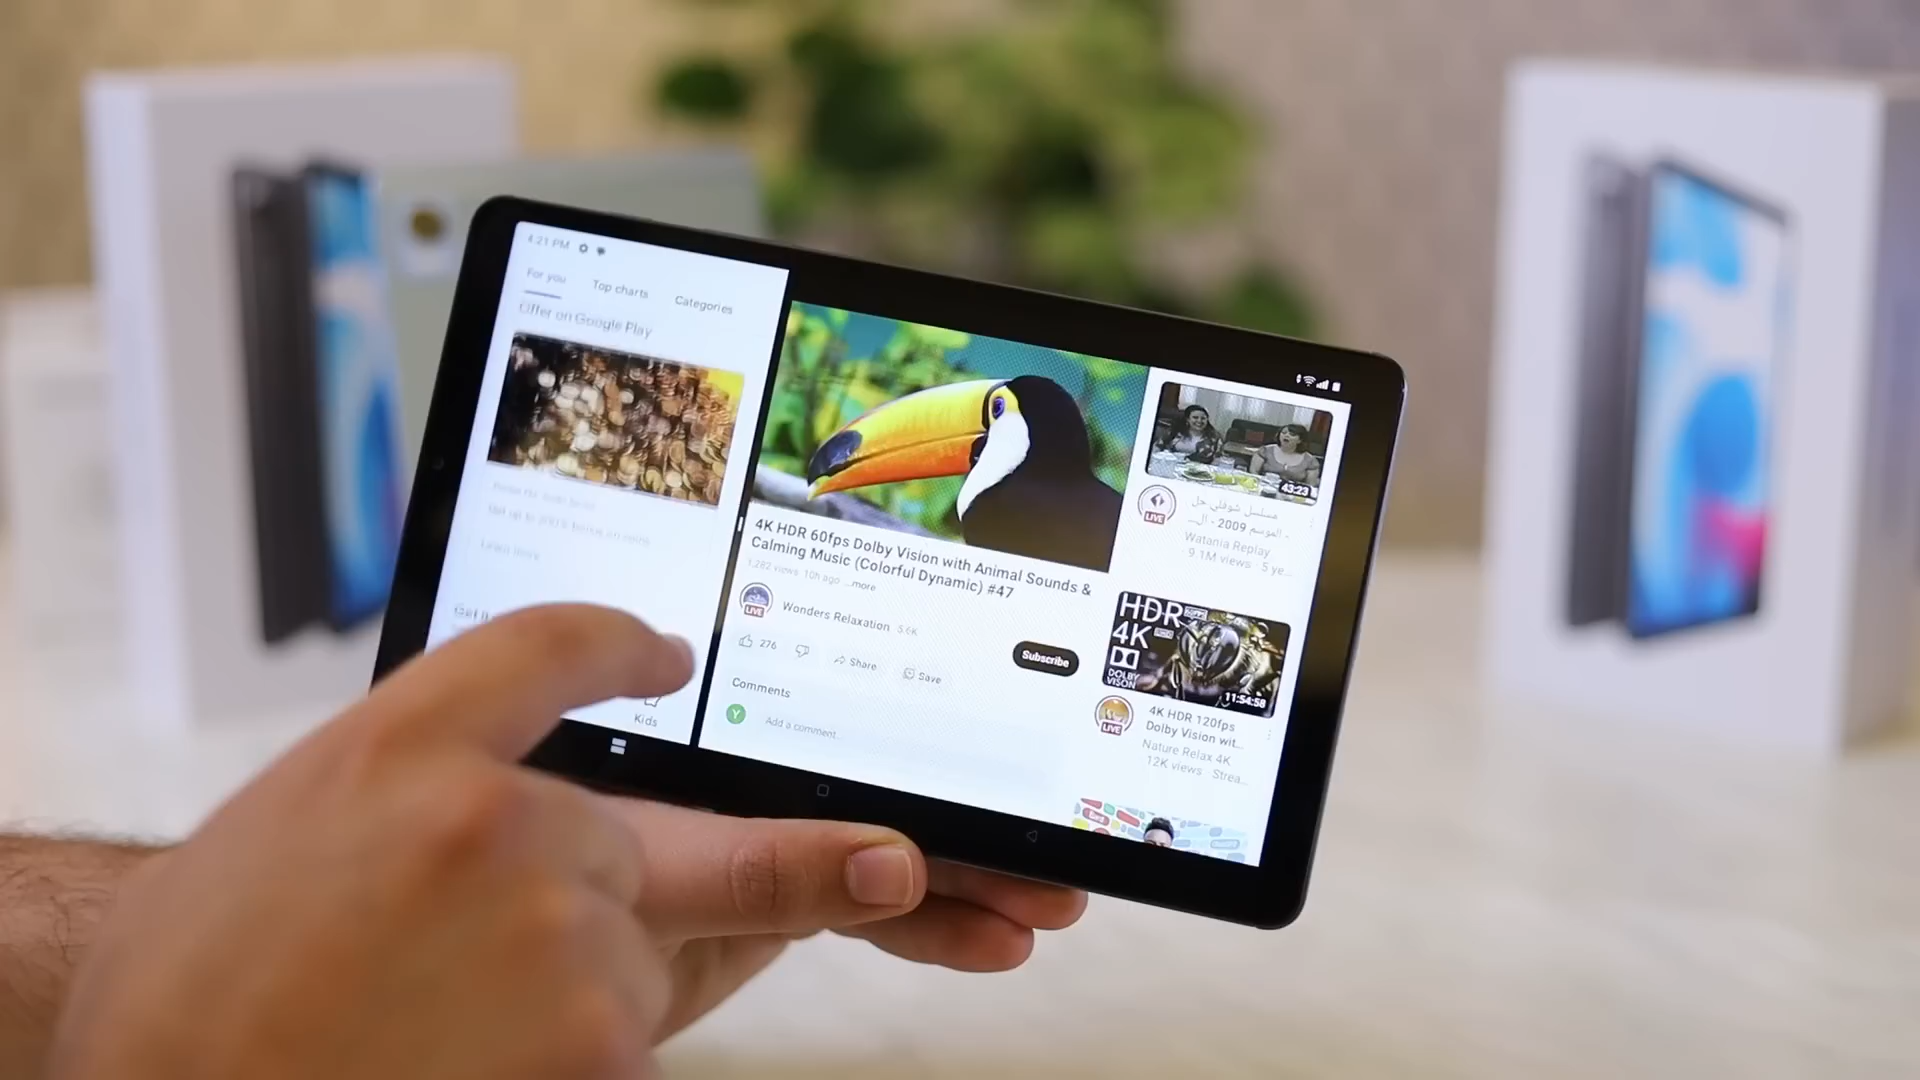 4:21 PM
For you
Top charts
Categories
Offer on Google Play
Learn more
Kids
4K HDR 60fps Dolby Vision with Animal Sounds &
Calming Music (Colorful Dynamic) #47
1,282 views 10h ago ...more
LIVE
Wonders Relaxation 5.6K
276
Share
Save
Subscribe
Comments
Y
Add a comment...
43:23
LIVE
مسلسل شوفلي حل
- الموسم 2009 - ال...
Watania Replay
9.1M views · 5 ye...
HDR
4K
DOLBY
VISION
11:54:58
LIVE
4K HDR 120fps
Dolby Vision wit...
Nature Relax 4K
12K views · Strea...